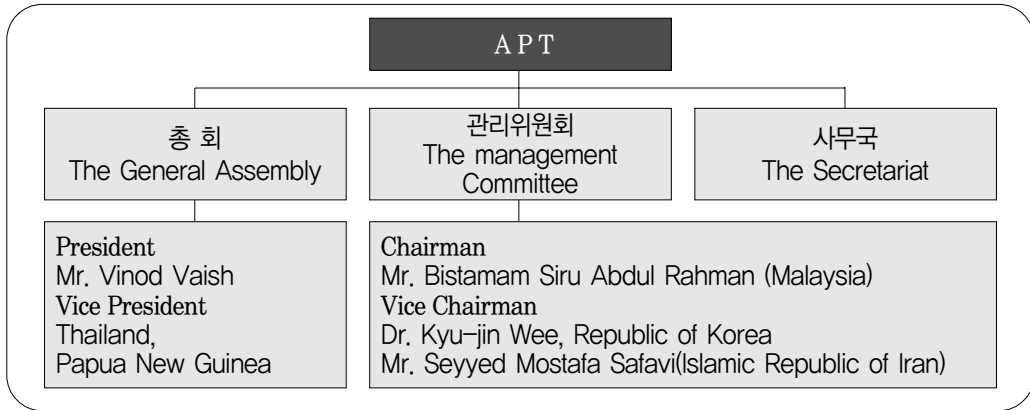 A P T
총 회
The General Assembly
관리위원회
The management
Committee
사무국
The Secretariat
President
Mr. Vinod Vaish
Vice President
Thailand,
Papua New Guinea
Chairman
Mr. Bistamam Siru Abdul Rahman (Malaysia)
Vice Chairman
Dr. Kyu-jin Wee, Republic of Korea
Mr. Seyyed Mostafa Safavi(Islamic Republic of Iran)